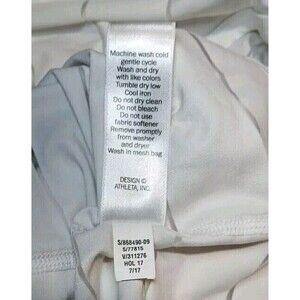 Machine wash cold
gentle cycle
Wash and dry
with like colors
Tumble dry low
Cool iron
Do not dry clean
Do not bleach
Do not use
fabric softener
Remove promptly
from washer
and dryer
Wash in mesh bag
DESIGN ©
ATHLETA, INC.
S/868490-09
S/77815
V/311276
HOL 17
7/17